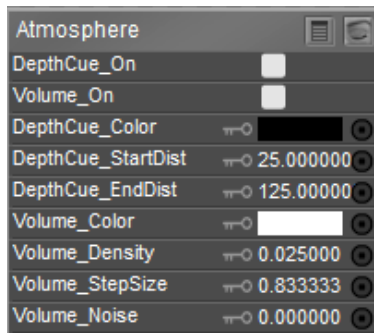 Atmosphere
DepthCue_On
Volume_On
DepthCue_Color
DepthCue_StartDist 25.000000
DepthCue_EndDist 125.00000
Volume_Color
Volume_Density 0.025000
Volume_StepSize 0.833333
Volume_Noise 0.000000